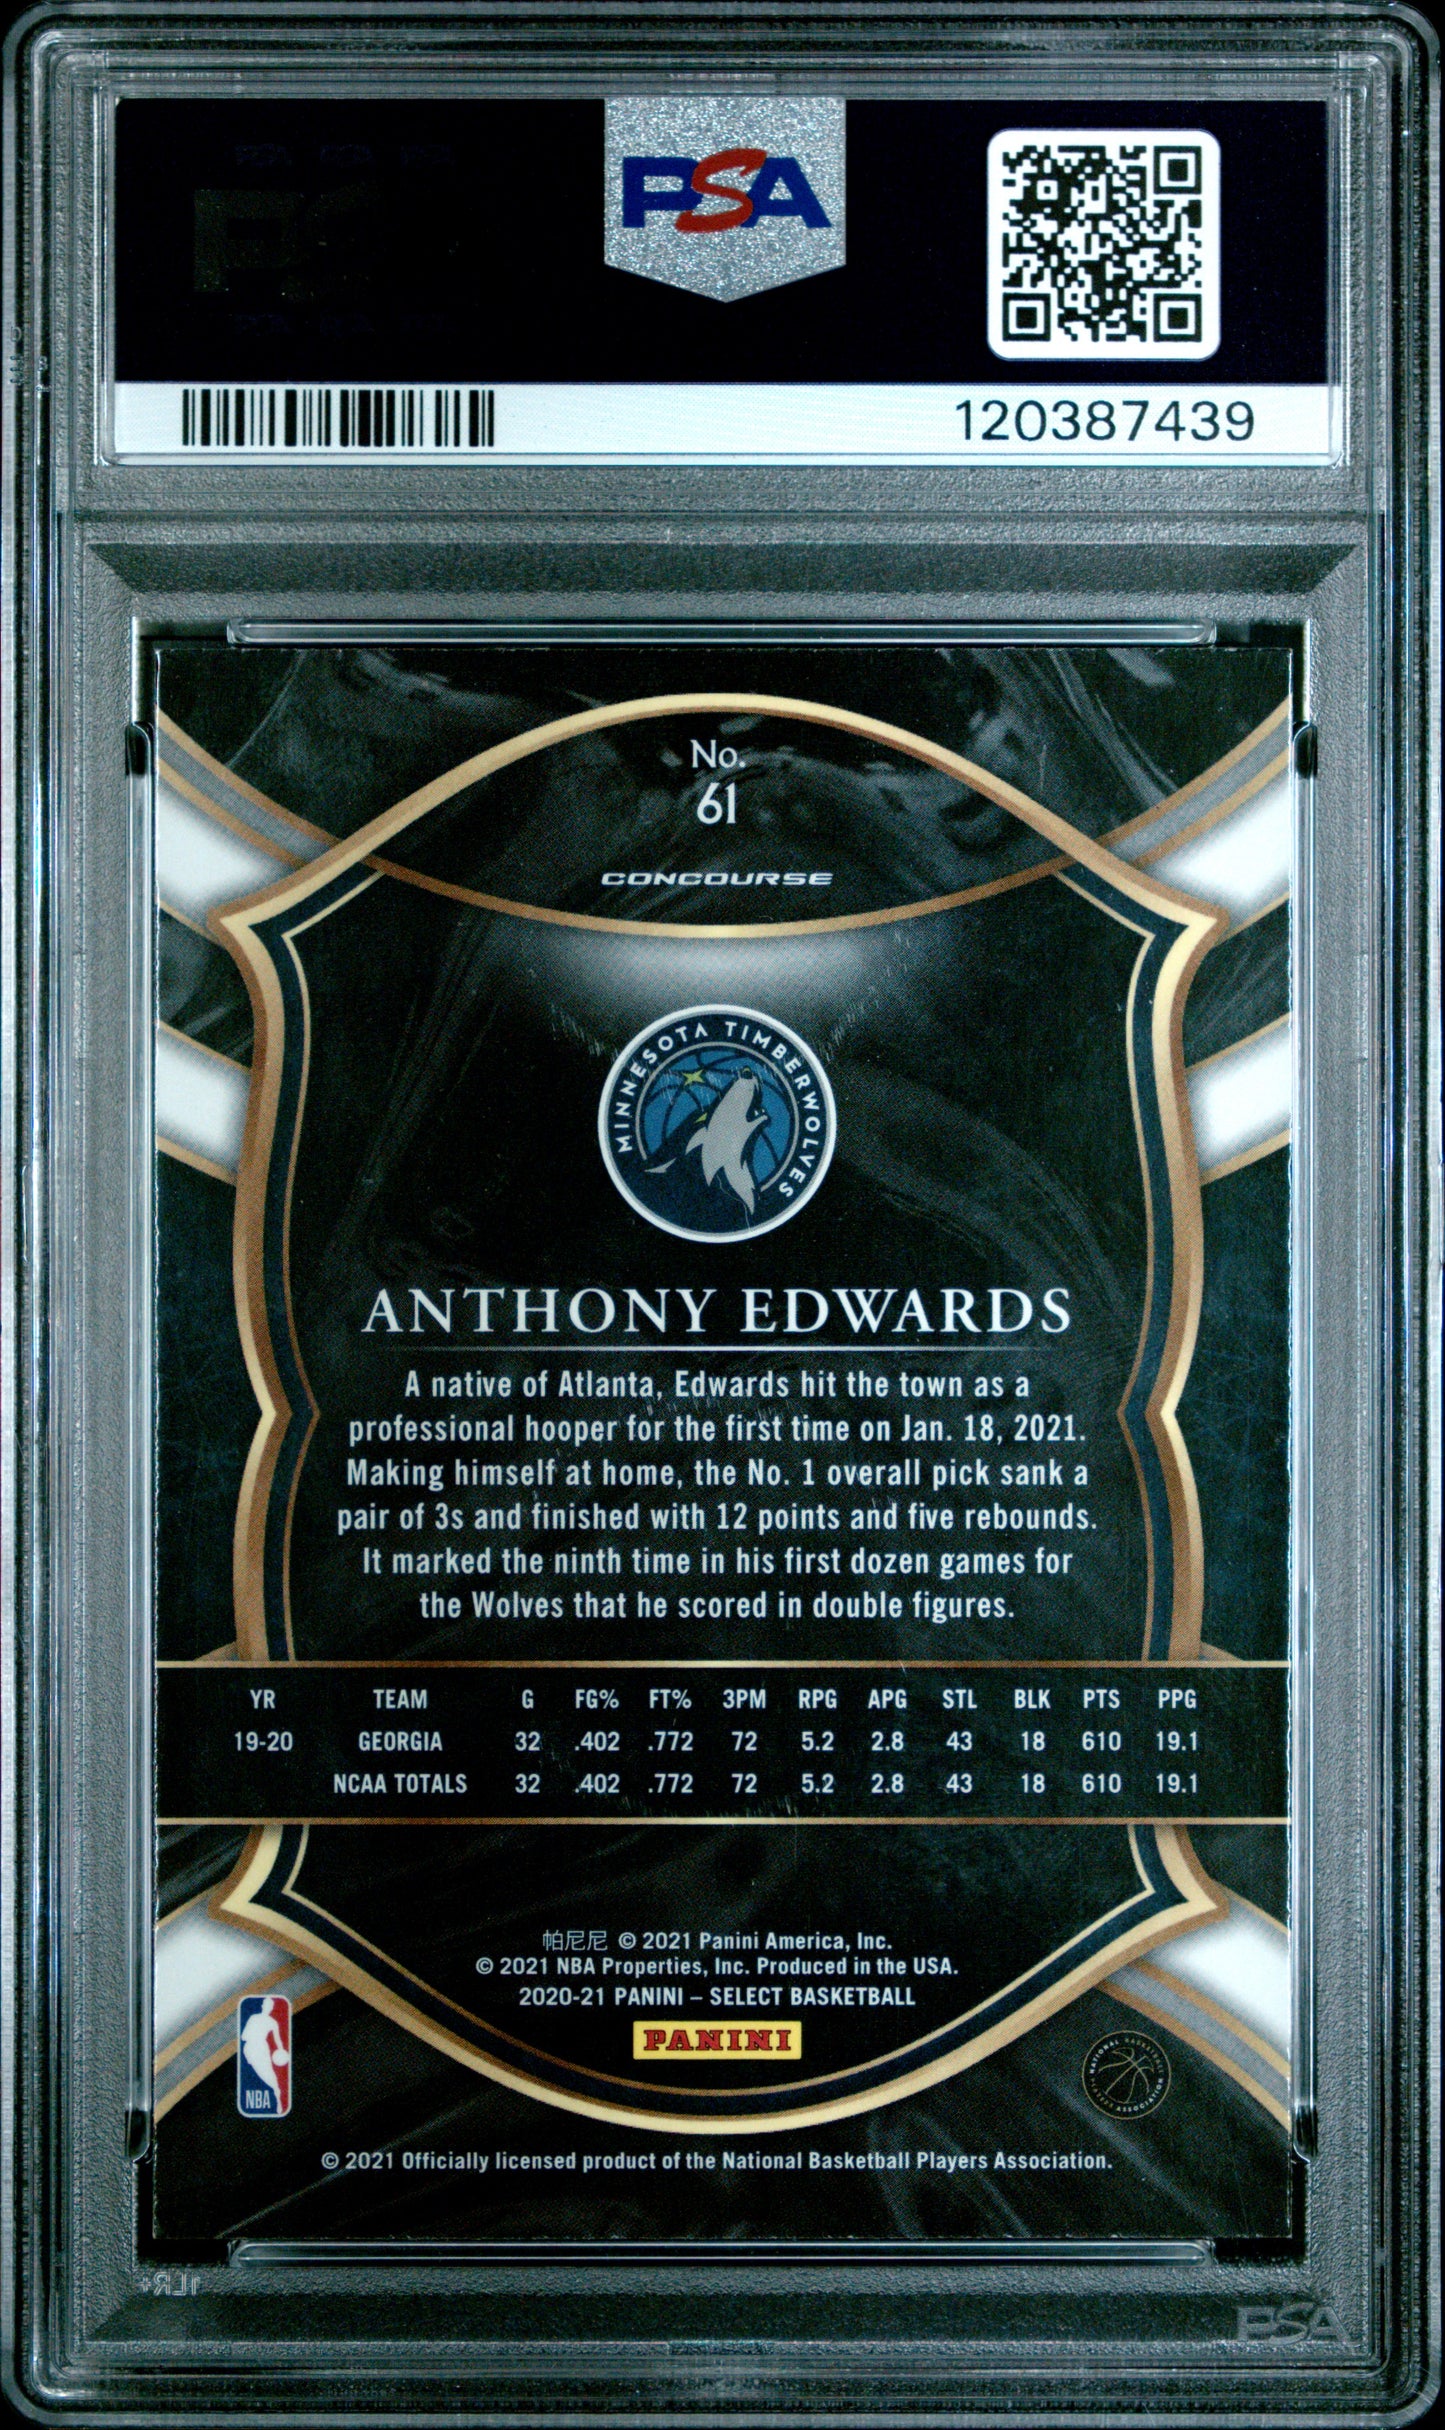 PSA
120387439
No.
61
CONCOURSE
MINNESOTA TIMBERWOLVES
ANTHONY EDWARDS
A native of Atlanta, Edwards hit the town as a
professional hooper for the first time on Jan. 18, 2021.
Making himself at home, the No. 1 overall pick sank a
pair of 3s and finished with 12 points and five rebounds.
It marked the ninth time in his first dozen games for
the Wolves that he scored in double figures.
YR TEAM G FG% FT% 3PM RPG APG STL BLK PTS PPG
19-20 GEORGIA 32 .402 .772 72 5.2 2.8 43 18 610 19.1
NCAA TOTALS 32 .402 .772 72 5.2 2.8 43 18 610 19.1
帕尼尼 © 2021 Panini America, Inc.
© 2021 NBA Properties, Inc. Produced in the USA.
2020-21 PANINI – SELECT BASKETBALL
PANINI
NBA
NATIONAL BASKETBALL PLAYERS ASSOCIATION
© 2021 Officially licensed product of the National Basketball Players Association.
PSA